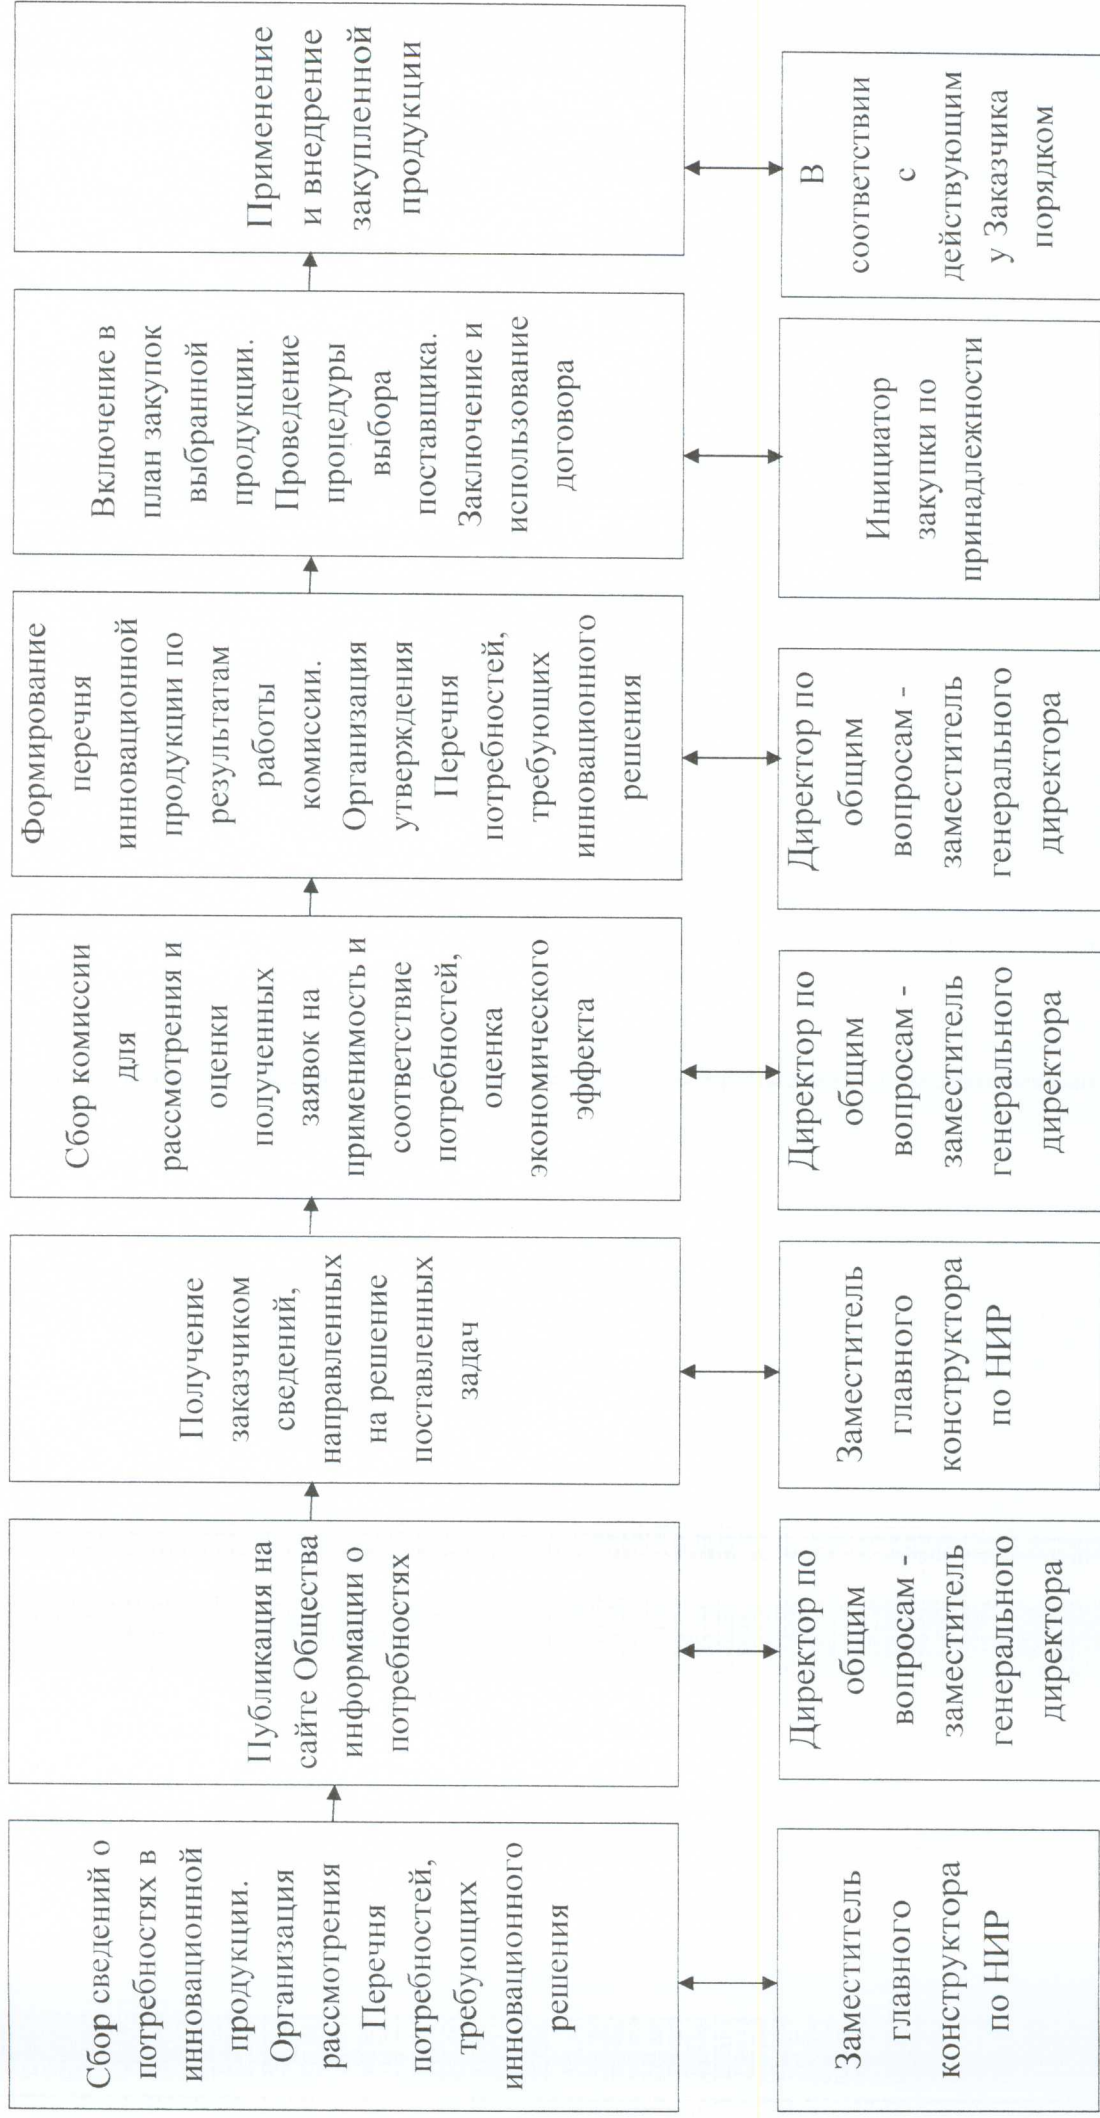 Сбор сведений о
потребностях в
инновационной
продукции.
Организация
рассмотрения
Перечня
потребностей,
требующих
инновационного
решения
Публикация на
сайте Общества
информации о
потребностях
Получение
заказчиком
сведений,
направленных
на решение
поставленных
задач
Сбор комиссии
для
рассмотрения и
оценки
полученных
заявок на
применимость и
соответствие
потребностей,
оценка
экономического
эффекта
Формирование
перечня
инновационной
продукции по
результатам
работы
комиссии.
Организация
утверждения
Перечня
потребностей,
требующих
инновационного
решения
Включение в
план закупок
выбранной
продукции.
Проведение
процедуры
выбора
поставщика.
Заключение и
использование
договора
Применение
и внедрение
закупленной
продукции
Заместитель
главного
конструктора
по НИР
Директор по
общим
вопросам -
заместитель
генерального
директора
Заместитель
главного
конструктора
по НИР
Директор по
общим
вопросам -
заместитель
генерального
директора
Директор по
общим
вопросам -
заместитель
генерального
директора
Инициатор
закупки по
принадлежности
В
соответствии
с
действующим
у Заказчика
порядком